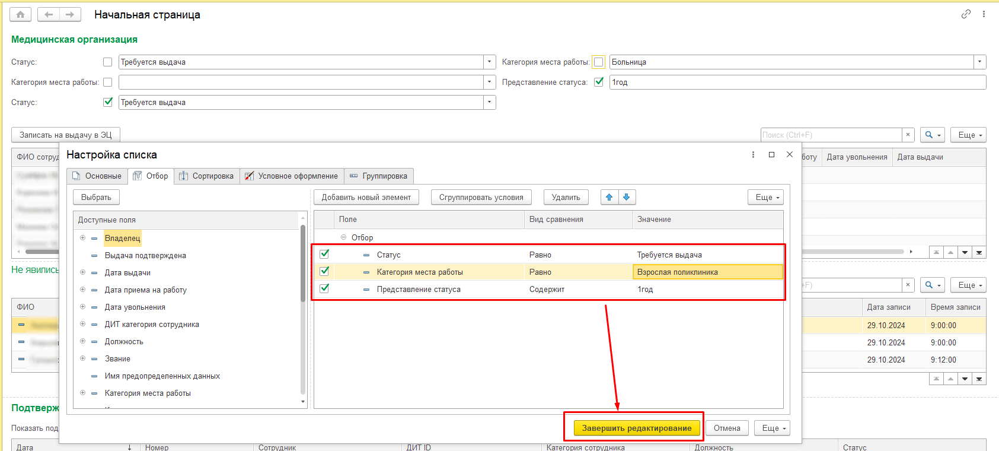 Начальная страница
Медицинская организация
Статус: Требуется выдача
Категория места работы: Больница
Категория места работы:
Представление статуса: 1год
Статус: Требуется выдача
Записать на выдачу в ЭЦ
Поиск (Ctrl+F) × Еще
ФИО сотруд
боту Дата увольнения Дата выдачи
Настройка списка
Основные Отбор Сортировка Условное оформление Группировка
Выбрать Добавить новый элемент Сгруппировать условия Удалить Еще
Доступные поля
Владелец
Выдача подтверждена
Дата выдачи
Дата приема на работу
Дата увольнения
ДИТ категория сотрудника
Должность
Звание
Имя предопределенных данных
Категория места работы
Поле Вид сравнения Значение
Отбор
Статус Равно Требуется выдача
Категория места работы Равно Взрослая поликлиника
Представление статуса Содержит 1год
Завершить редактирование Отмена Еще
Не явились
+F) × Еще
ФИО Дата записи Время записи
29.10.2024 9:00:00
29.10.2024 9:00:00
29.10.2024 9:12:00
Подтверж
Показать под
Дата ↓ Номер Сотрудник ДИТ ID Категория сотрудника Должность Статус